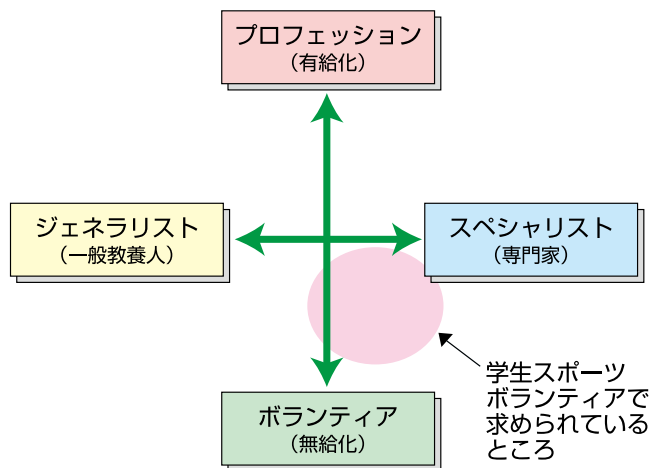 プロフェッション
（有給化）
ジェネラリスト
（一般教養人）
スペシャリスト
（専門家）
学生スポーツ
ボランティアで
求められている
ところ
ボランティア
（無給化）